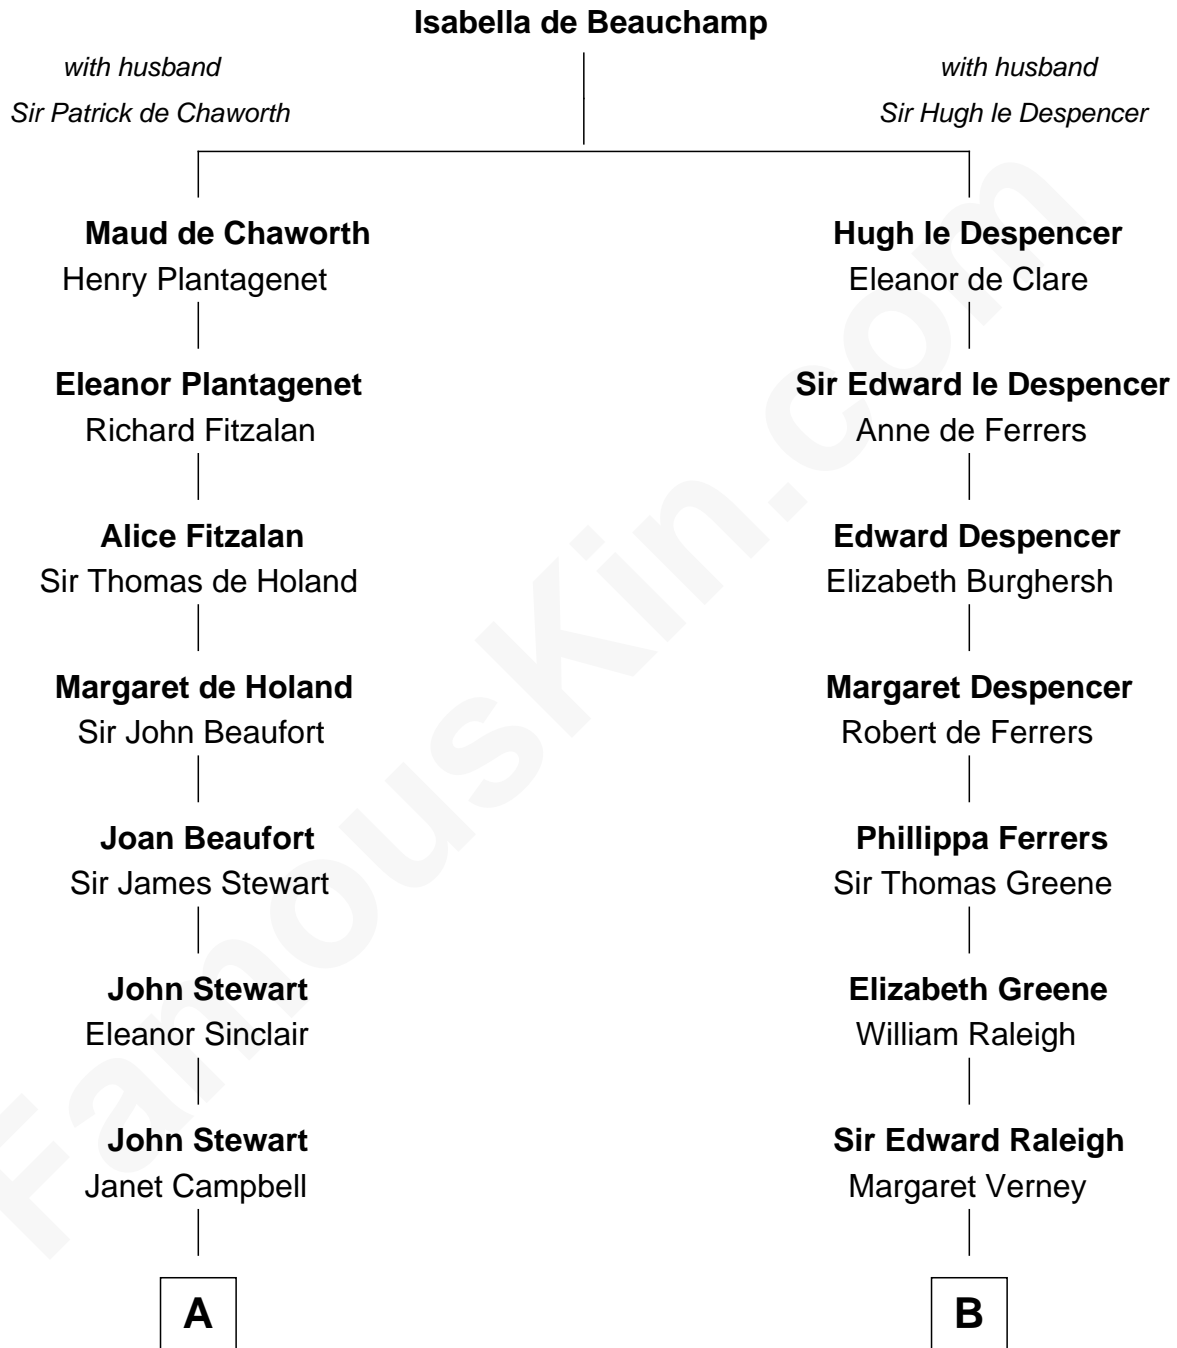 Isabella de Beauchamp
with husband
Sir Patrick de Chaworth
with husband
Sir Hugh le Despencer
Maud de Chaworth
Henry Plantagenet
Hugh le Despencer
Eleanor de Clare
Eleanor Plantagenet
Richard Fitzalan
Sir Edward le Despencer
Anne de Ferrers
Alice Fitzalan
Sir Thomas de Holand
Edward Despencer
Elizabeth Burghersh
Margaret de Holand
Sir John Beaufort
Margaret Despencer
Robert de Ferrers
Joan Beaufort
Sir James Stewart
Phillippa Ferrers
Sir Thomas Greene
John Stewart
Eleanor Sinclair
Elizabeth Greene
William Raleigh
John Stewart
Janet Campbell
Sir Edward Raleigh
Margaret Verney
A
B
FamousKin.com